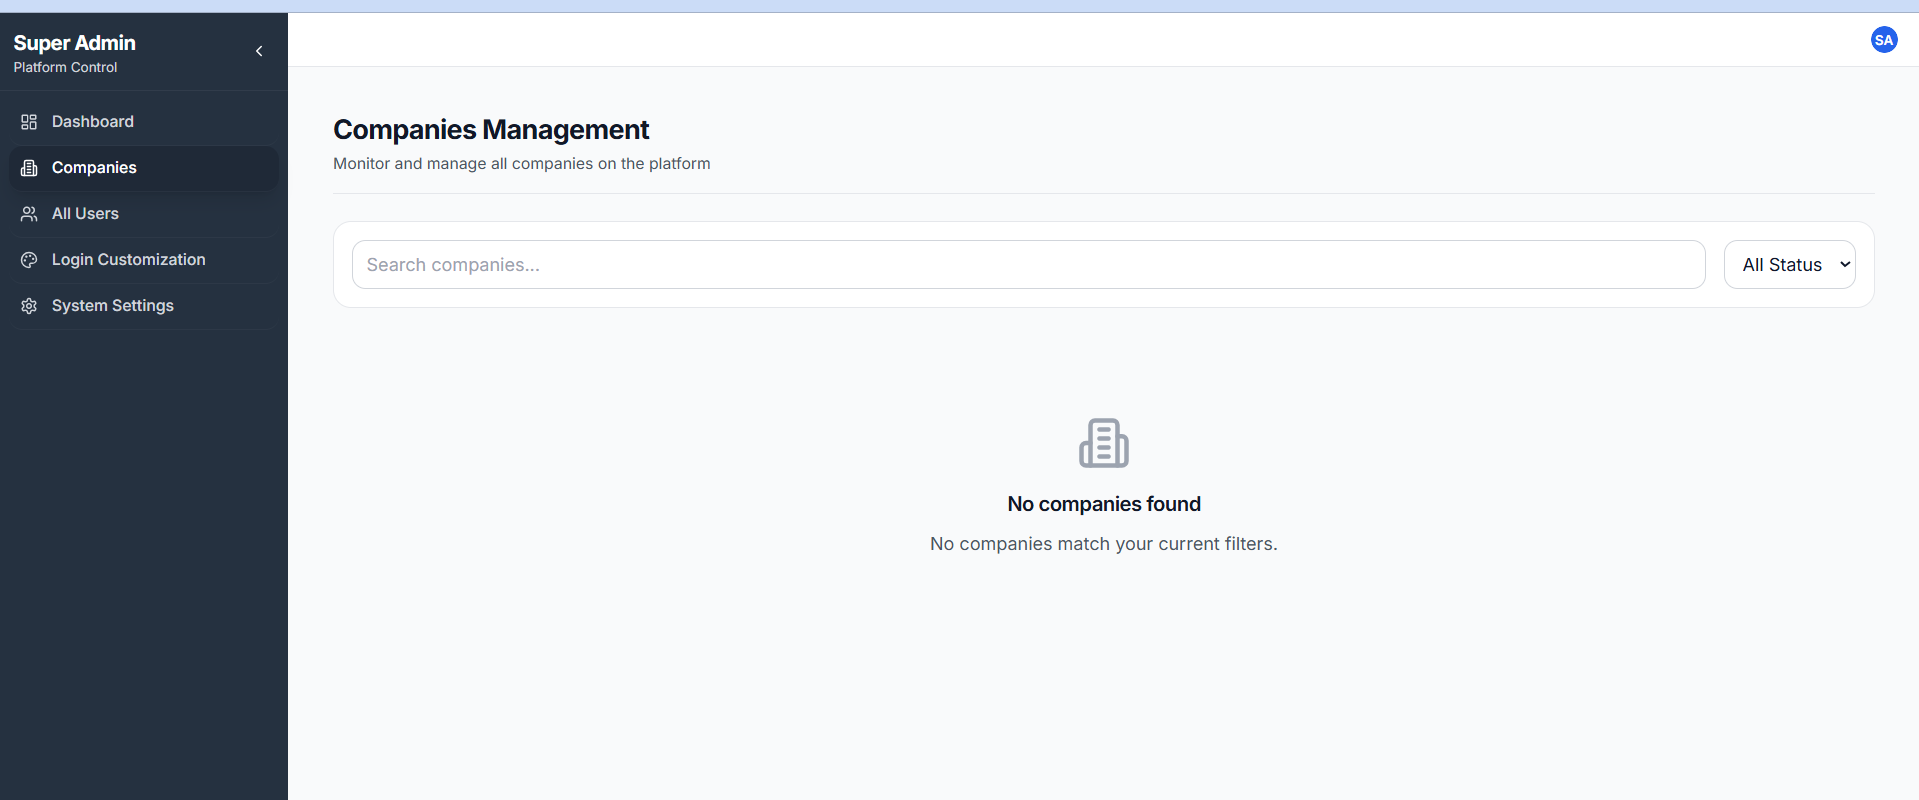 Super Admin
Platform Control
SA
Dashboard
Companies
All Users
Login Customization
System Settings
Companies Management
Monitor and manage all companies on the platform
Search companies...
All Status
No companies found
No companies match your current filters.